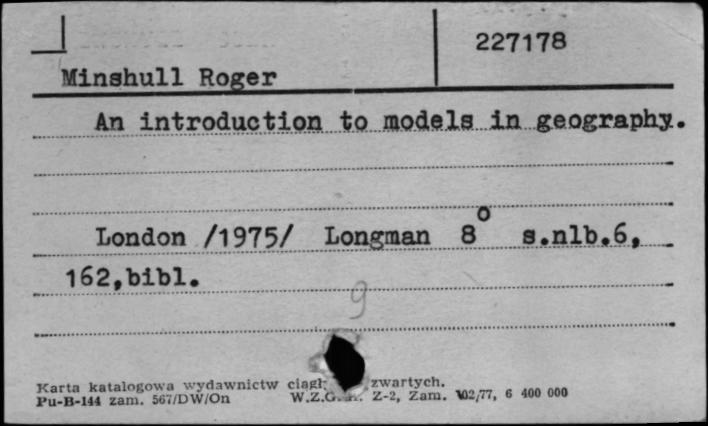 227178
Minshull Roger
An introduction to models in geography.
London /1975/ Longman 8° s.nlb.6,
162,bibl.
9
Karta katalogowa wydawnictw zwartych.
Pu-B-144 zam. 567/DW/On Z-2, Zam. 102/77, 6 400 000